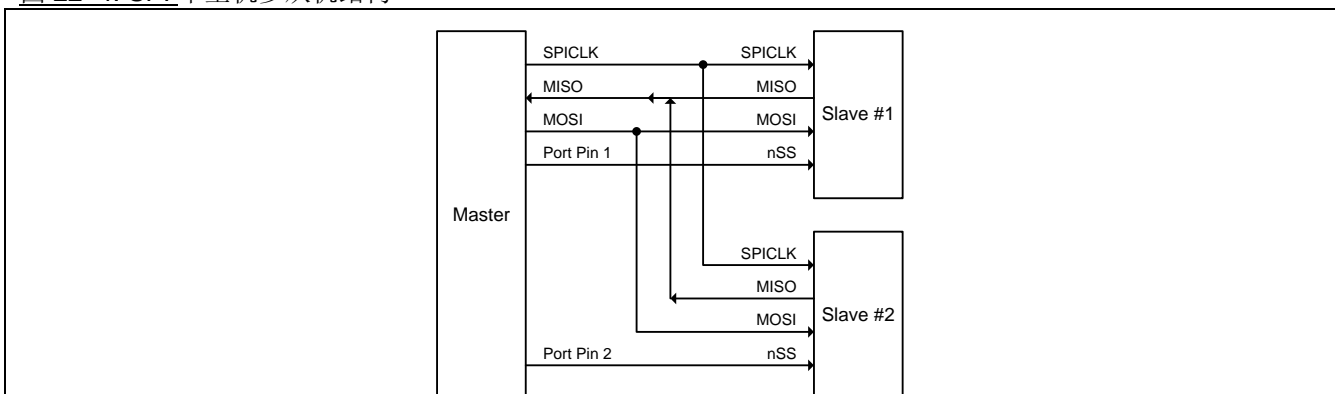 SPICLK SPICLK
MISO MISO
MOSI MOSI
Port Pin 1 nSS
Slave #1
Master
SPICLK
MISO
MOSI
Port Pin 2 nSS
Slave #2